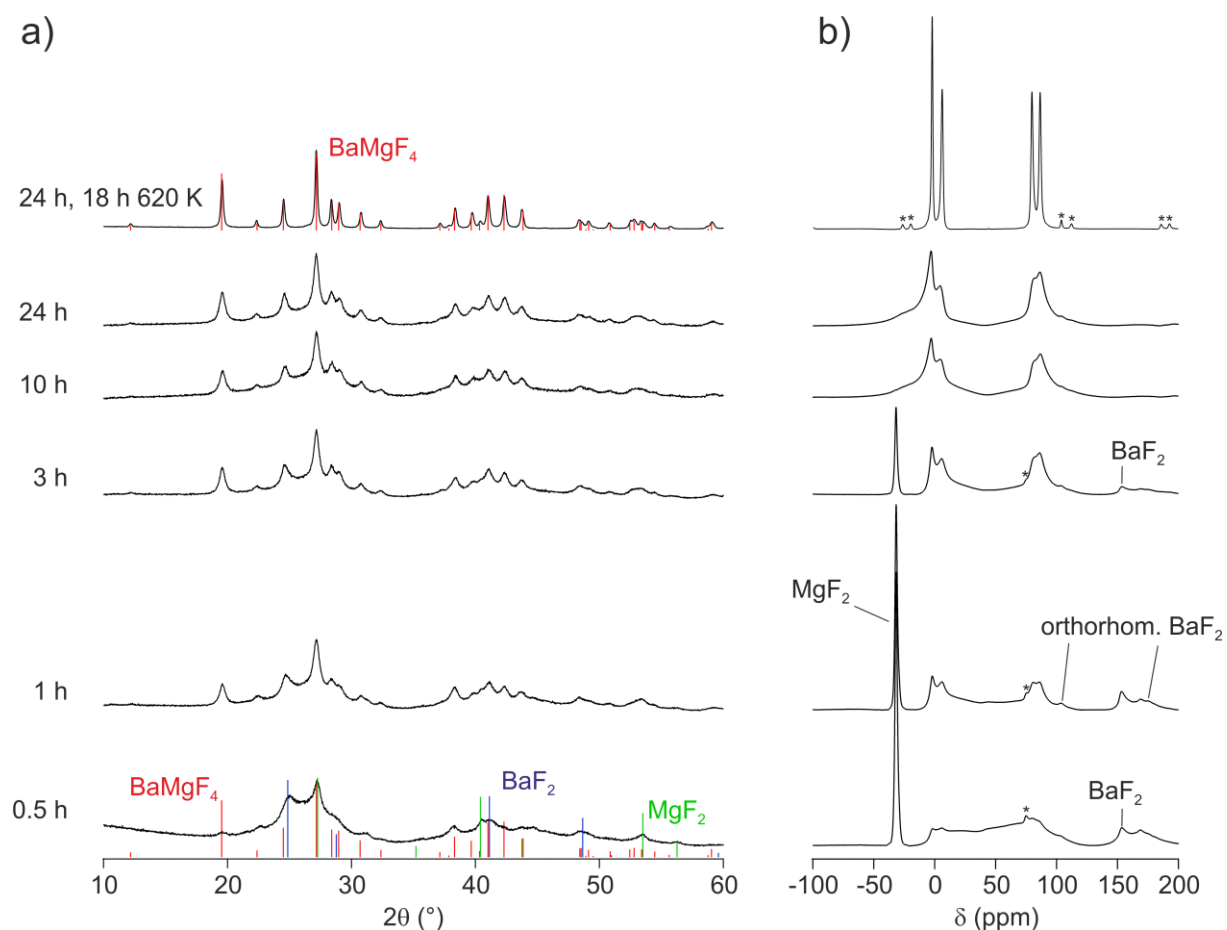 a)
BaMgF₄
24 h, 18 h 620 K
24 h
10 h
3 h
1 h
0.5 h
BaMgF₄
BaF₂
MgF₂
10 20 30 40 50 60
2θ (°)
b)
* * * * * *
* BaF₂
MgF₂
orthorhom. BaF₂
*
* BaF₂
-100 -50 0 50 100 150 200
δ (ppm)